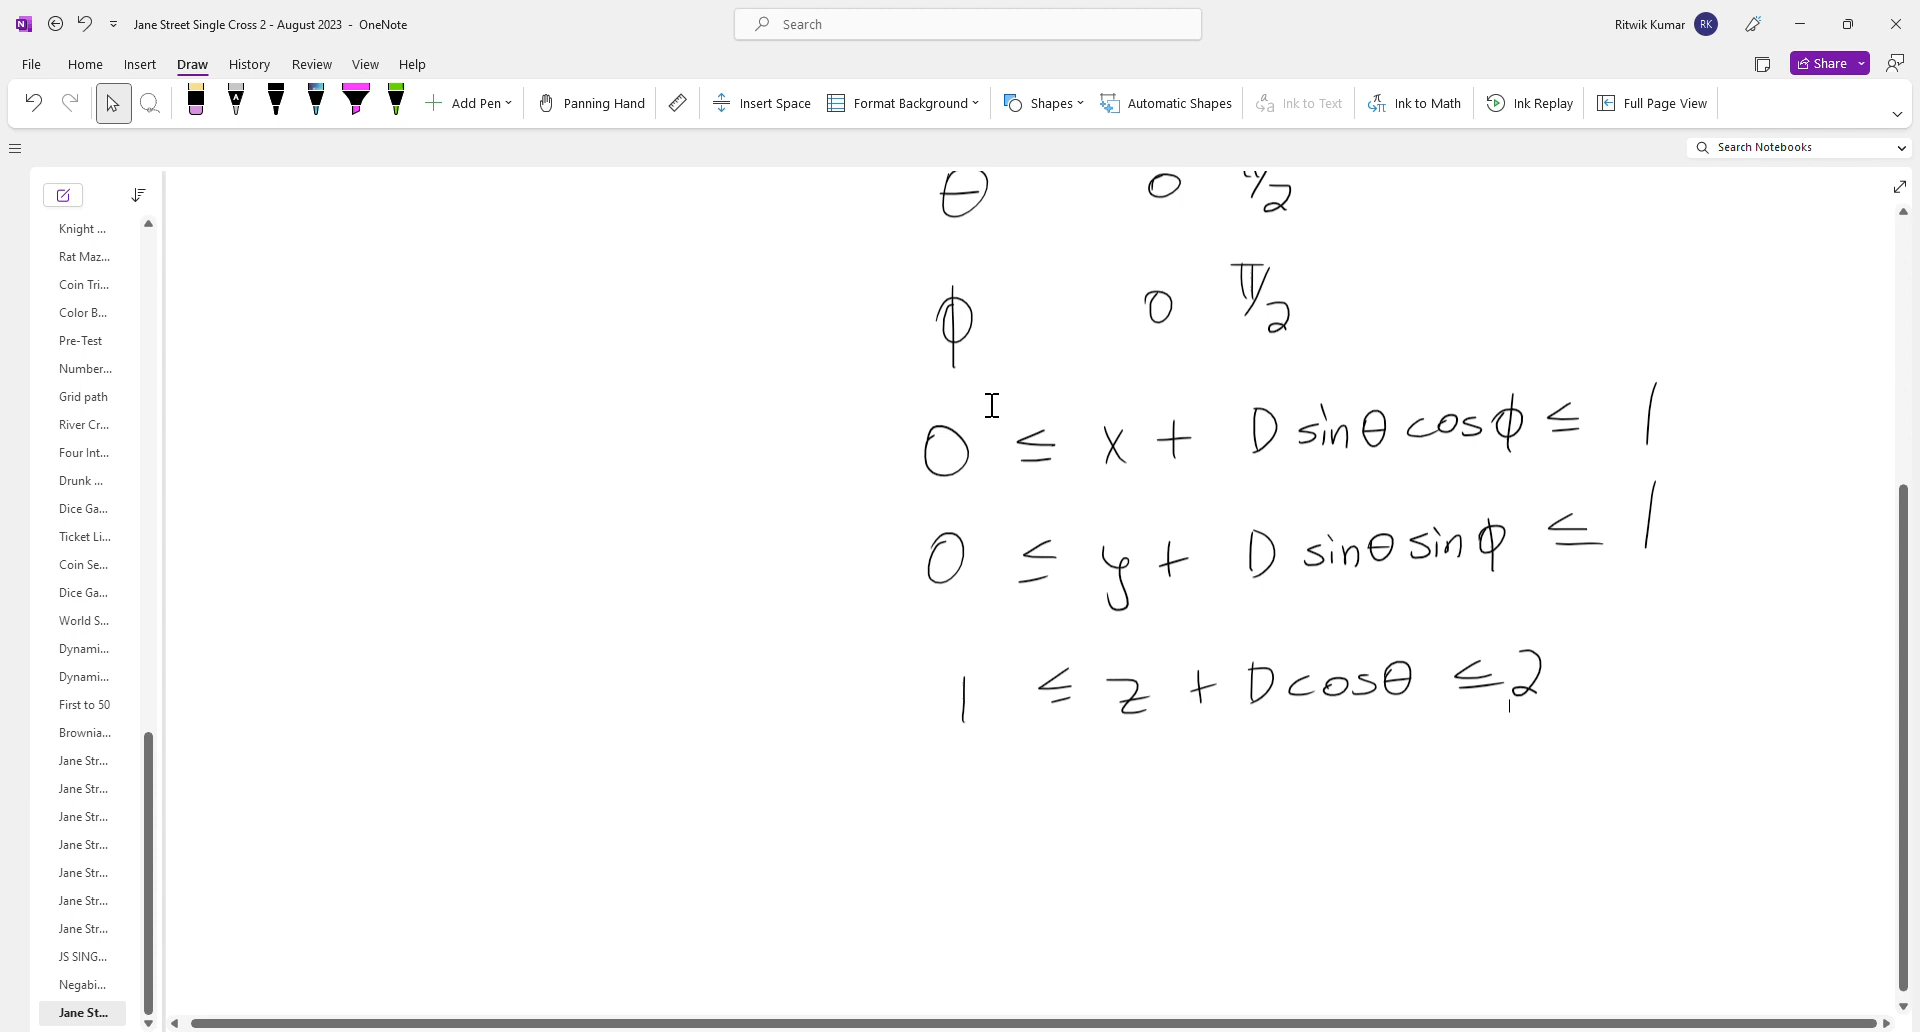 Jane Street Single Cross 2 - August 2023 - OneNote
Search
Ritwik Kumar RK
File Home Insert Draw History Review View Help
Share
Add Pen Panning Hand Insert Space Format Background Shapes Automatic Shapes Ink to Text Ink to Math Ink Replay Full Page View
Search Notebooks
Knight ...
Rat Maz...
Coin Tri...
Color B...
Pre-Test
Number...
Grid path
River Cr...
Four Int...
Drunk ...
Dice Ga...
Ticket Li...
Coin Se...
Dice Ga...
World S...
Dynami...
Dynami...
First to 50
Brownia...
Jane Str...
Jane Str...
Jane Str...
Jane Str...
Jane Str...
Jane Str...
Jane Str...
JS SING...
Negabi...
Jane St...
θ 0 π/2
ϕ 0 π/2
0 ≤ x + D sinθ cosϕ ≤ 1
0 ≤ y + D sinθ sinϕ ≤ 1
1 ≤ z + D cosθ ≤ 2